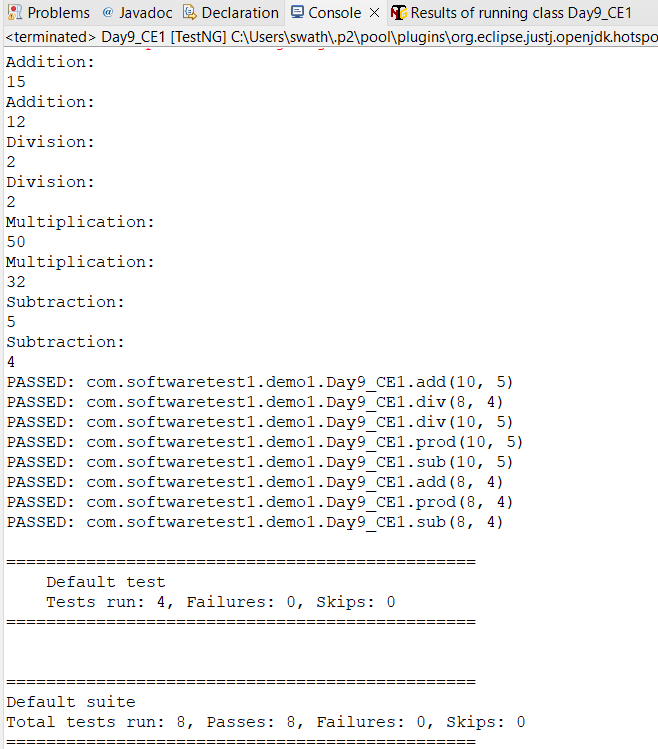 Problems @ Javadoc Declaration Console Results of running class Day9_CE1
<terminated> Day9_CE1 [TestNG] C:\Users\swath\.p2\pool\plugins\org.eclipse.justj.openjdk.hotspo
Addition:
15
Addition:
12
Division:
2
Division:
2
Multiplication:
50
Multiplication:
32
Subtraction:
5
Subtraction:
4
PASSED: com.softwaretest1.demo1.Day9_CE1.add(10, 5)
PASSED: com.softwaretest1.demo1.Day9_CE1.div(8, 4)
PASSED: com.softwaretest1.demo1.Day9_CE1.div(10, 5)
PASSED: com.softwaretest1.demo1.Day9_CE1.prod(10, 5)
PASSED: com.softwaretest1.demo1.Day9_CE1.sub(10, 5)
PASSED: com.softwaretest1.demo1.Day9_CE1.add(8, 4)
PASSED: com.softwaretest1.demo1.Day9_CE1.prod(8, 4)
PASSED: com.softwaretest1.demo1.Day9_CE1.sub(8, 4)
===============================================
Default test
Tests run: 4, Failures: 0, Skips: 0
===============================================
===============================================
Default suite
Total tests run: 8, Passes: 8, Failures: 0, Skips: 0
===============================================